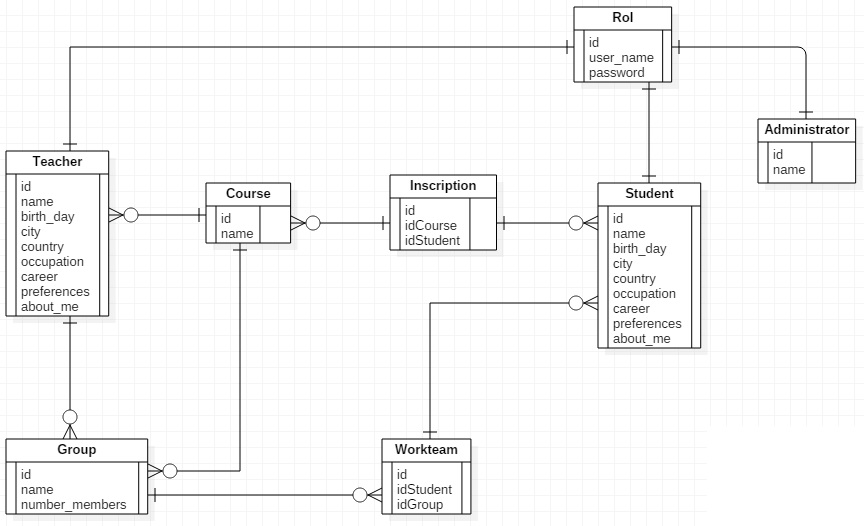 Rol
id
user_name
password
Administrator
id
name
Teacher
id
name
birth_day
city
country
occupation
career
preferences
about_me
Course
id
name
Inscription
id
idCourse
idStudent
Student
id
name
birth_day
city
country
occupation
career
preferences
about_me
Group
id
name
number_members
Workteam
id
idStudent
idGroup